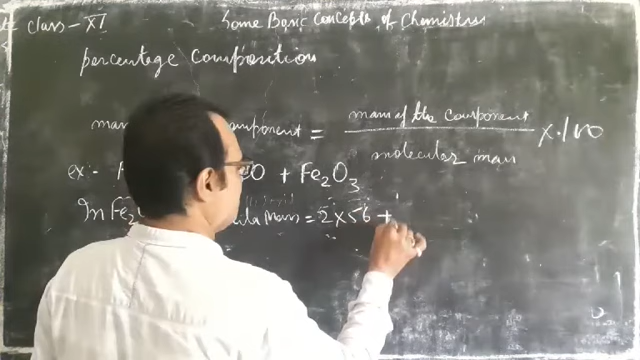 Class - XI Some Basic Concepts of Chemistry
percentage Composition
mass of the component
= × 100
molecular mass
ex - O + Fe2O3
In Fe2 Mass = 2×56 +